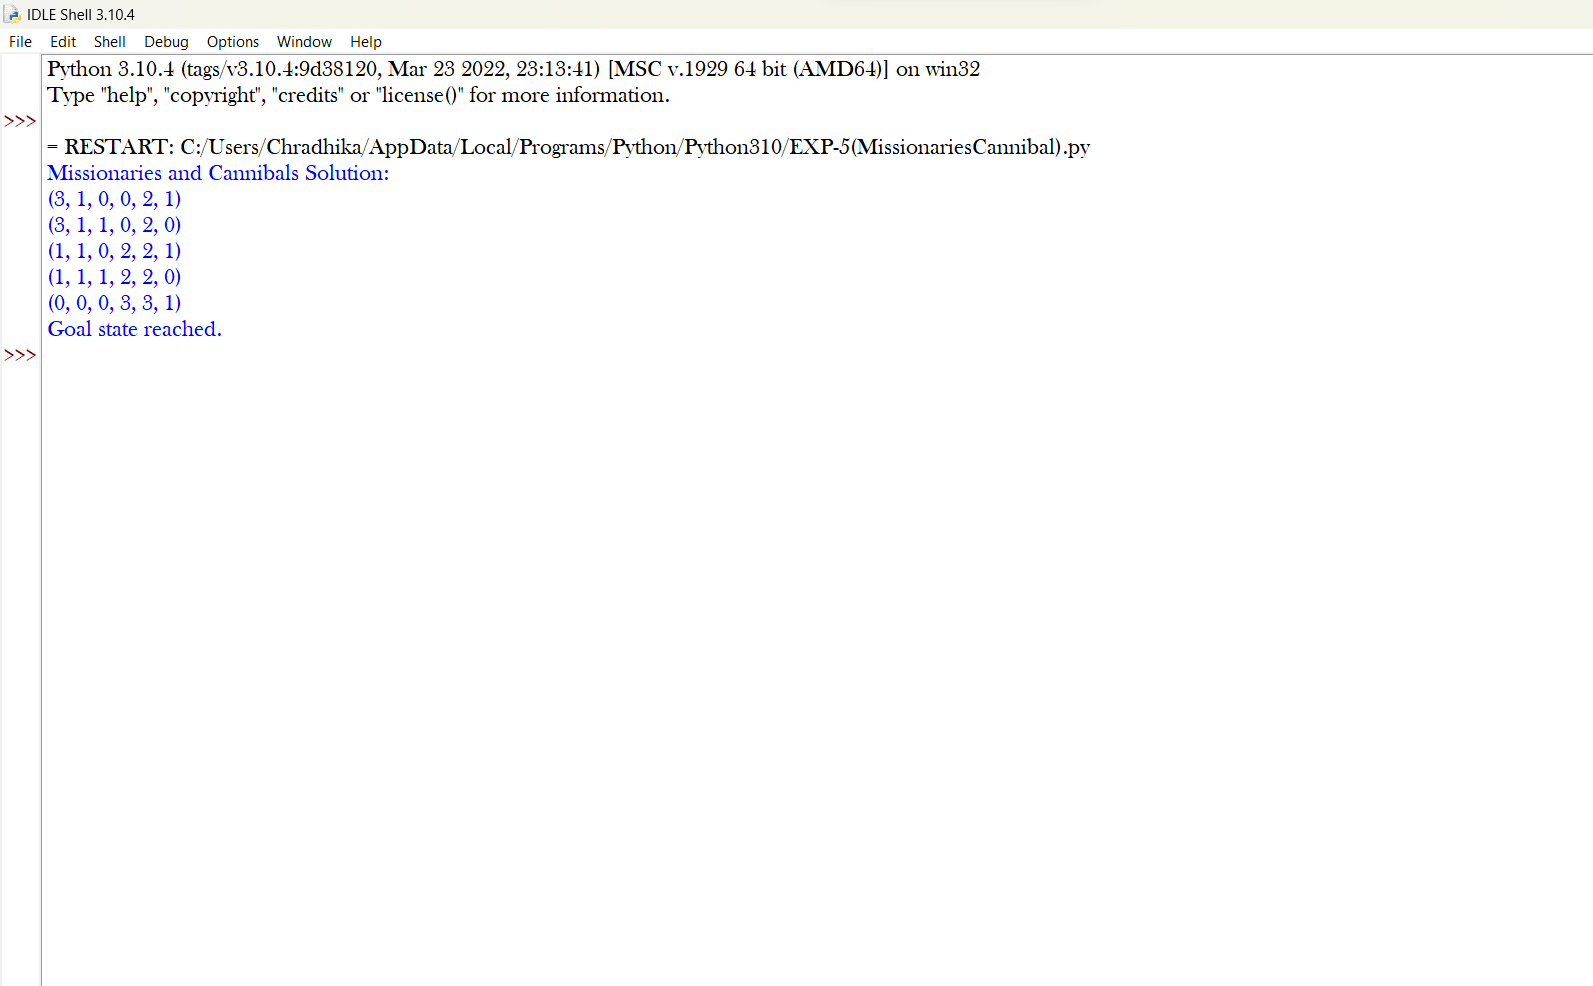 IDLE Shell 3.10.4
File Edit Shell Debug Options Window Help
Python 3.10.4 (tags/v3.10.4:9d38120, Mar 23 2022, 23:13:41) [MSC v.1929 64 bit (AMD64)] on win32
Type "help", "copyright", "credits" or "license()" for more information.
>>>
= RESTART: C:/Users/Chradhika/AppData/Local/Programs/Python/Python310/EXP-5(MissionariesCannibal).py
Missionaries and Cannibals Solution:
(3, 1, 0, 0, 2, 1)
(3, 1, 1, 0, 2, 0)
(1, 1, 0, 2, 2, 1)
(1, 1, 1, 2, 2, 0)
(0, 0, 0, 3, 3, 1)
Goal state reached.
>>>